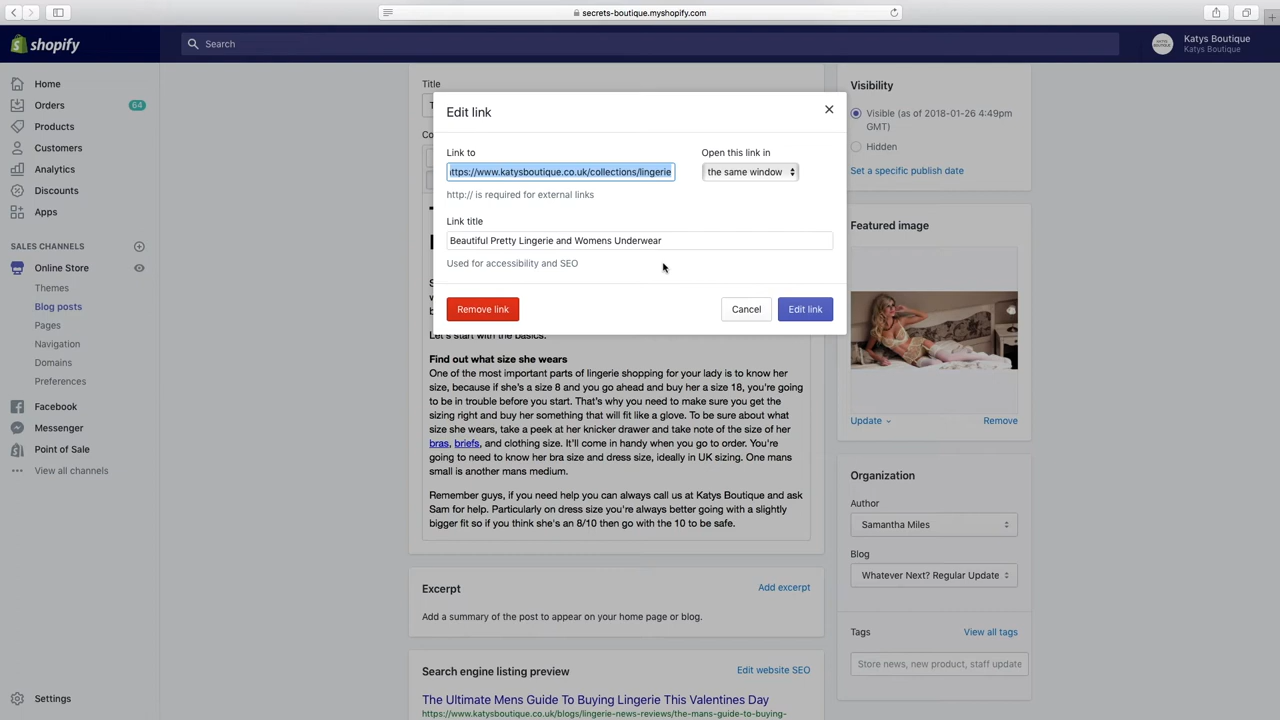 secrets-boutique.myshopify.com
shopify
Search
Katys Boutique
Katys Boutique
Home
Orders 64
Products
Customers
Analytics
Discounts
Apps
SALES CHANNELS
Online Store
Themes
Blog posts
Pages
Navigation
Domains
Preferences
Facebook
Messenger
Point of Sale
View all channels
Settings
Title
Edit link
Link to
ttps://www.katysboutique.co.uk/collections/lingerie
http:// is required for external links
Open this link in
the same window
Link title
Beautiful Pretty Lingerie and Womens Underwear
Used for accessibility and SEO
Remove link
Cancel
Edit link
Let's start with the basics.
Find out what size she wears
One of the most important parts of lingerie shopping for your lady is to know her
size, because if she's a size 8 and you go ahead and buy her a size 18, you're going
to be in trouble before you start. That's why you need to make sure you get the
sizing right and buy her something that will fit like a glove. To be sure about what
size she wears, take a peek at her knicker drawer and take note of the size of her
bras, briefs, and clothing size. It'll come in handy when you go to order. You're
going to need to know her bra size and dress size, ideally in UK sizing. One mans
small is another mans medium.
Remember guys, if you need help you can always call us at Katys Boutique and ask
Sam for help. Particularly on dress size you're always better going with a slightly
bigger fit so if you think she's an 8/10 then go with the 10 to be safe.
Excerpt
Add excerpt
Add a summary of the post to appear on your home page or blog.
Search engine listing preview
Edit website SEO
The Ultimate Mens Guide To Buying Lingerie This Valentines Day
https://www.katysboutique.co.uk/blogs/lingerie-news-reviews/the-mans-guide-to-buying-
Visibility
Visible (as of 2018-01-26 4:49pm
GMT)
Hidden
Set a specific publish date
Featured image
Update
Remove
Organization
Author
Samantha Miles
Blog
Whatever Next? Regular Update
Tags
View all tags
Store news, new product, staff update